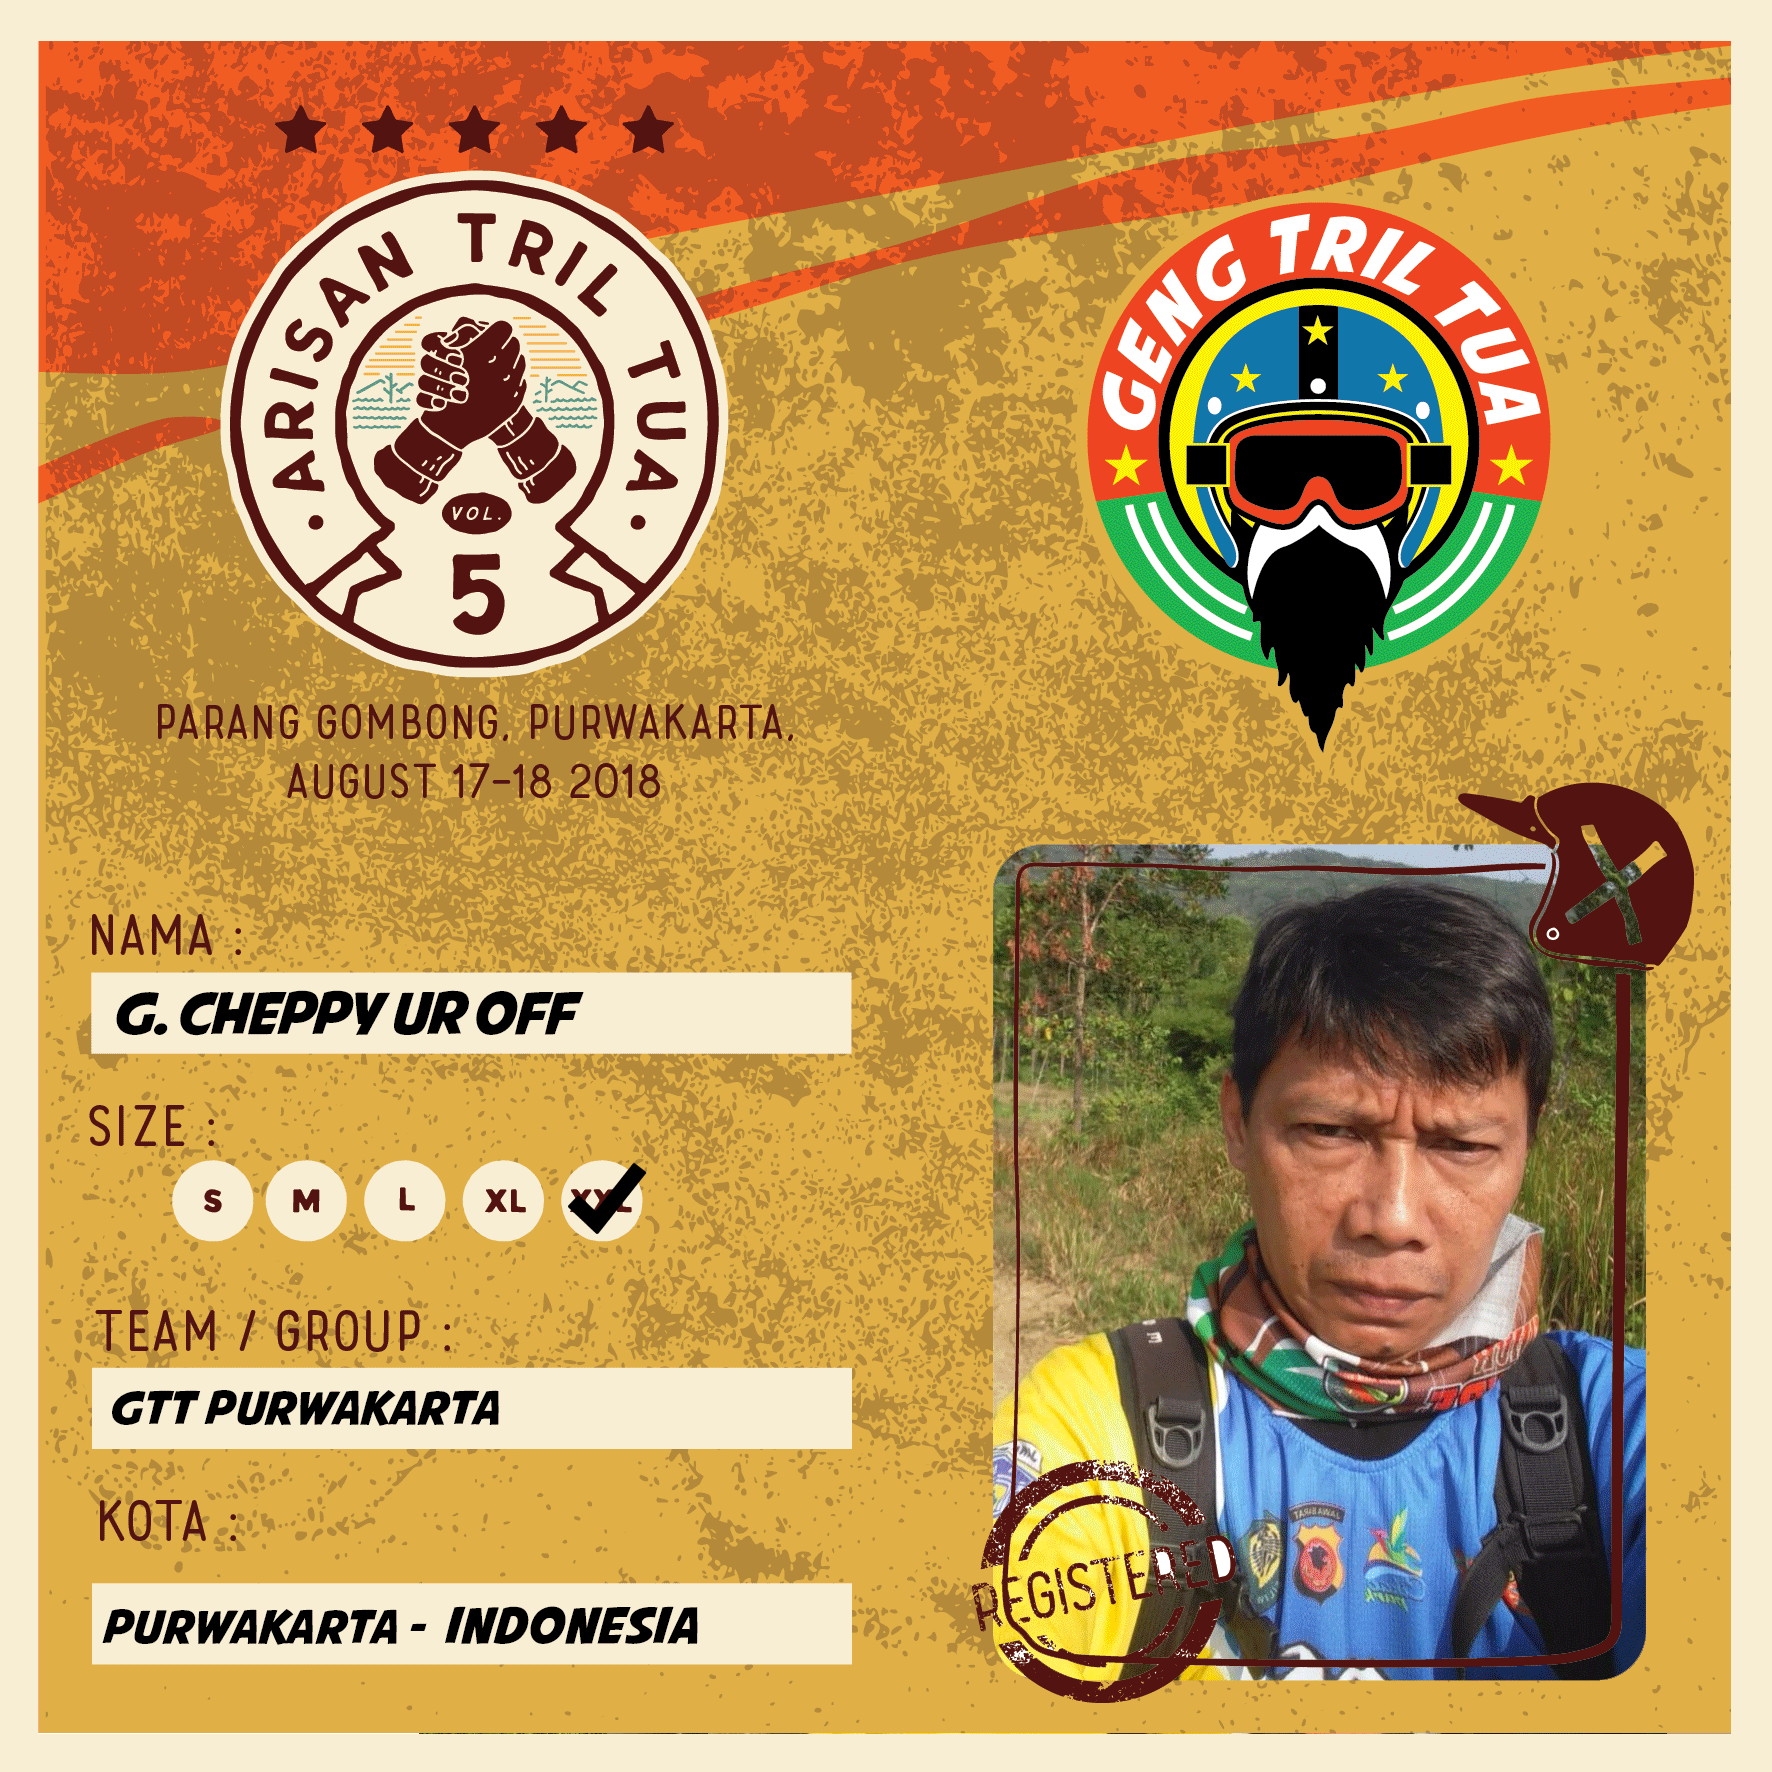 ARISAN TRIL TUA
VOL.
5
GENG TRIL TUA
PARANG GOMBONG, PURWAKARTA,
AUGUST 17-18 2018
NAMA :
G. CHEPPY UR OFF
SIZE :
S M L XL XXL
TEAM / GROUP :
GTT PURWAKARTA
KOTA :
PURWAKARTA - INDONESIA
TARABAWAL
REGISTERED